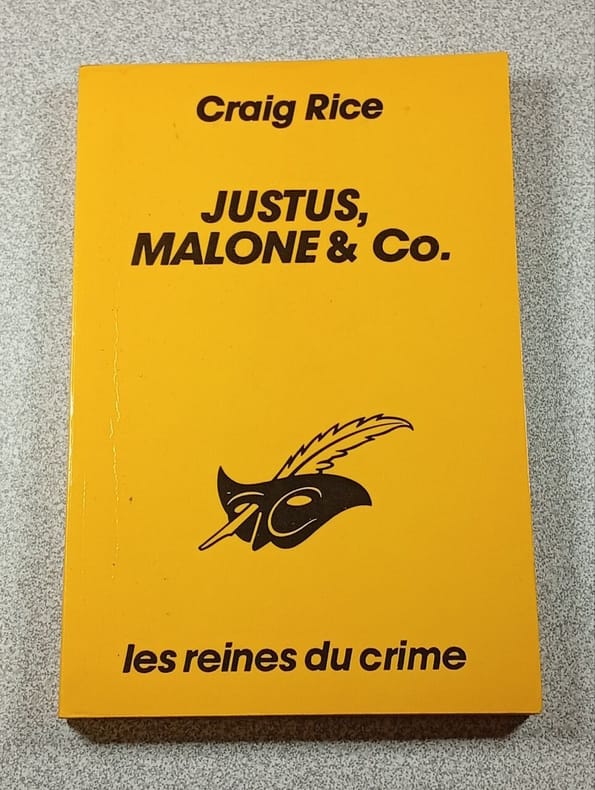 Craig Rice
JUSTUS,
MALONE & Co.
les reines du crime